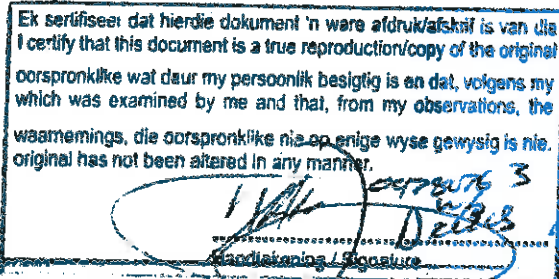 Ek sertifiseer dat hierdie dokument 'n ware afdruk/afskrif is van die
I certify that this document is a true reproduction/copy of the original
oorspronklike wat deur my persoonlik besigtig is en dat, volgens my
which was examined by me and that, from my observations, the
waarnemings, die oorspronklike nie op enige wyse gewysig is nie.
original has not been altered in any manner.
3
Handtekening / Signature